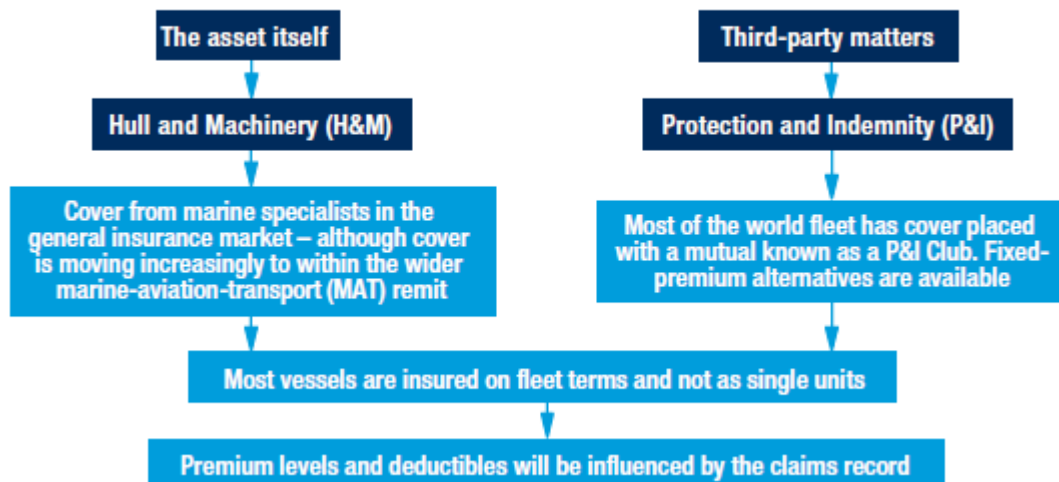 The asset itself
Third-party matters
Hull and Machinery (H&M)
Protection and Indemnity (P&I)
Cover from marine specialists in the
general insurance market – although cover
is moving increasingly to within the wider
marine-aviation-transport (MAT) remit
Most of the world fleet has cover placed
with a mutual known as a P&I Club. Fixed-
premium alternatives are available
Most vessels are insured on fleet terms and not as single units
Premium levels and deductibles will be influenced by the claims record